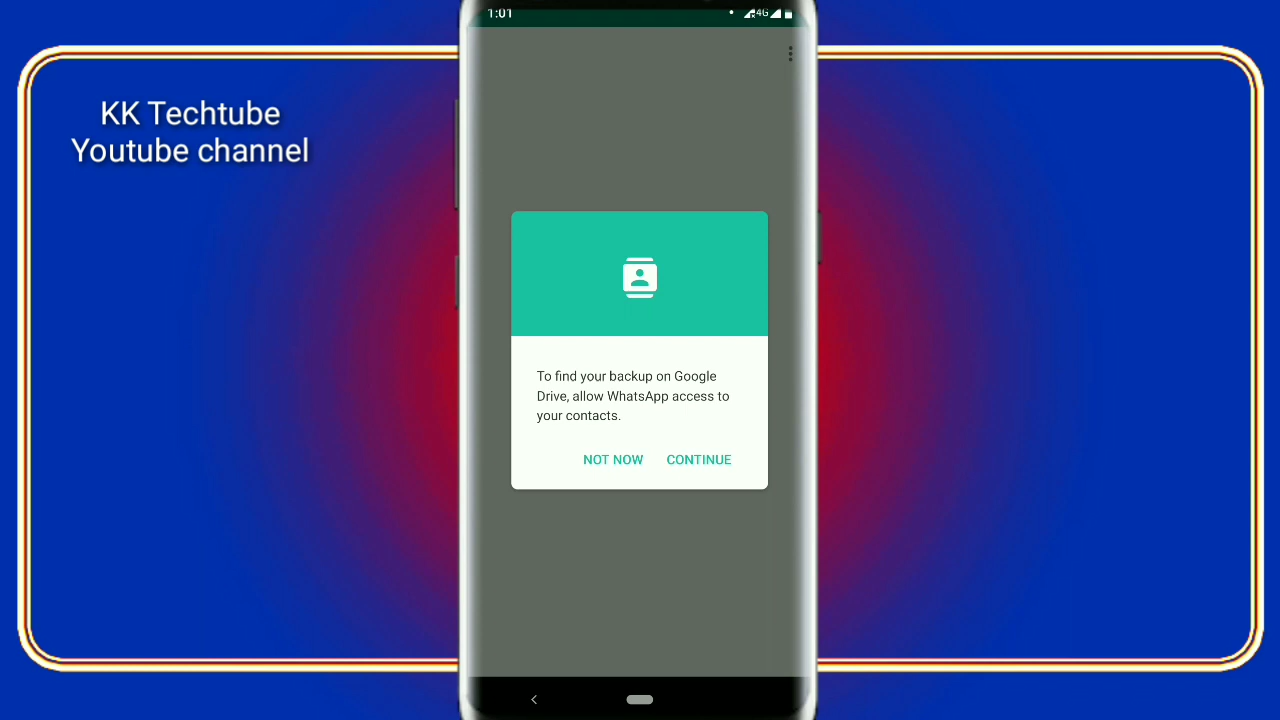 1:01
4G
KK Techtube
Youtube channel
To find your backup on Google
Drive, allow WhatsApp access to
your contacts.
NOT NOW CONTINUE